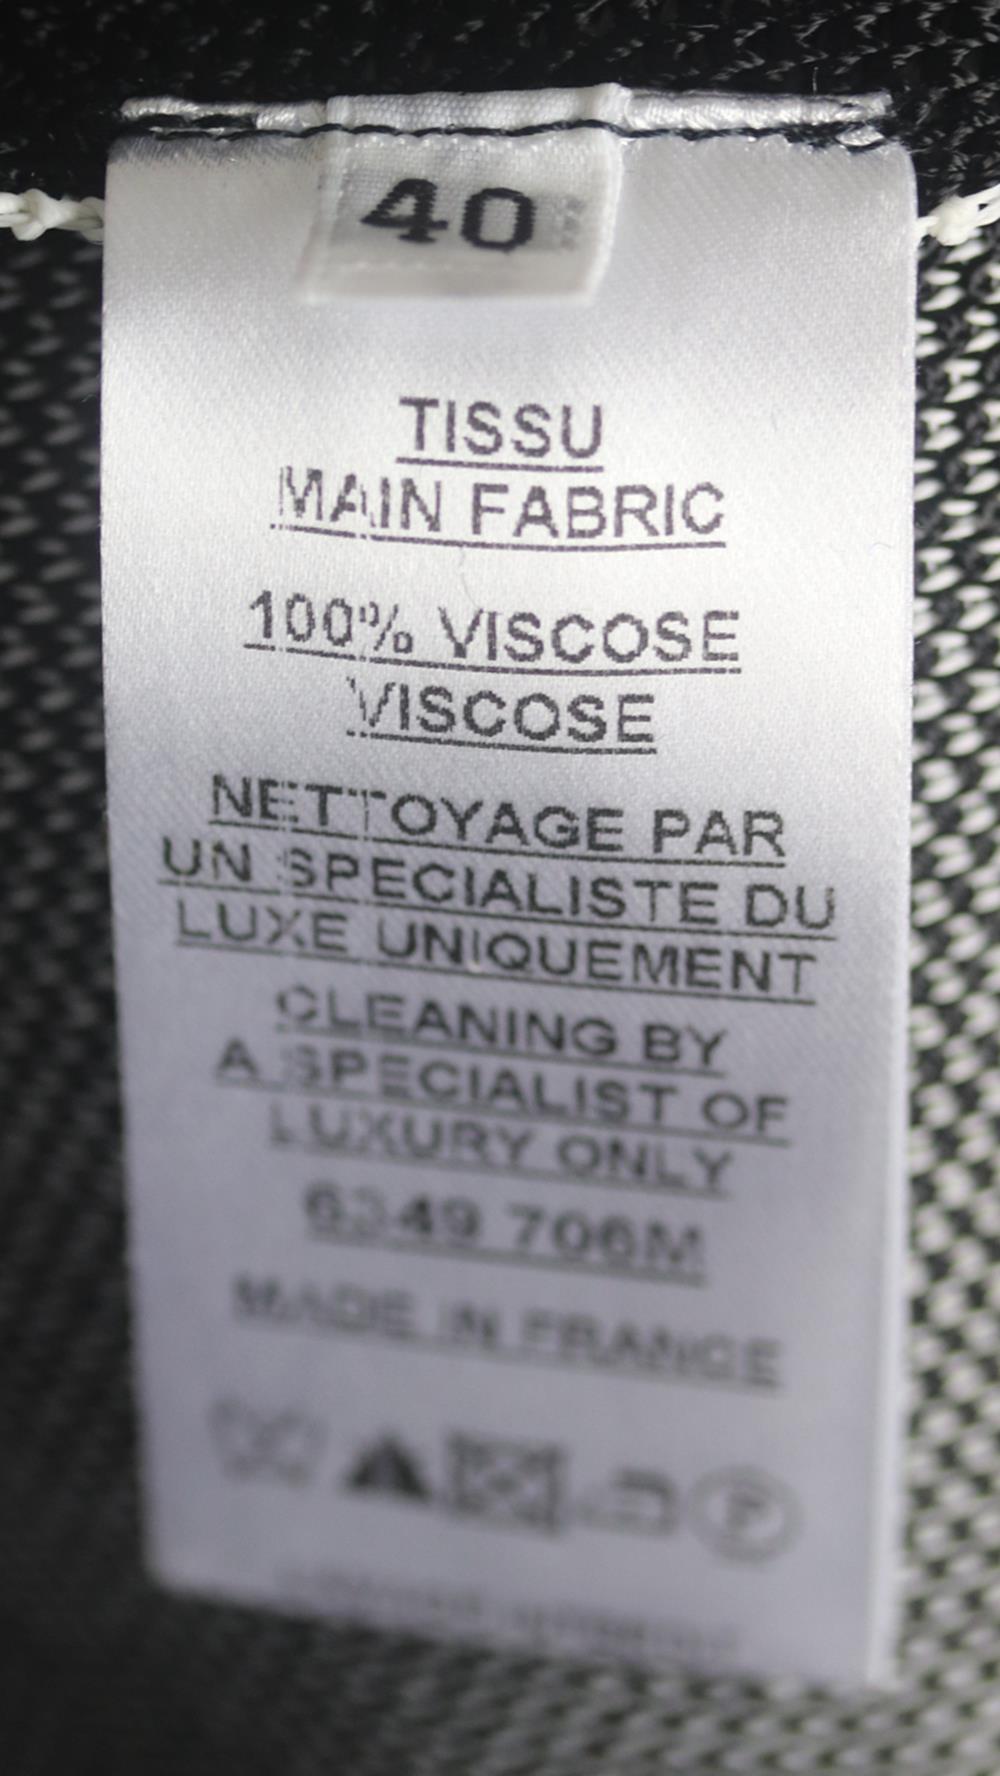 40
TISSU
MAIN FABRIC
100% VISCOSE
VISCOSE
NETTOYAGE PAR
UN SPECIALISTE DU
LUXE UNIQUEMENT
CLEANING BY
A SPECIALIST OF
LUXURY ONLY
6349 706M
MADE IN FRANCE
P